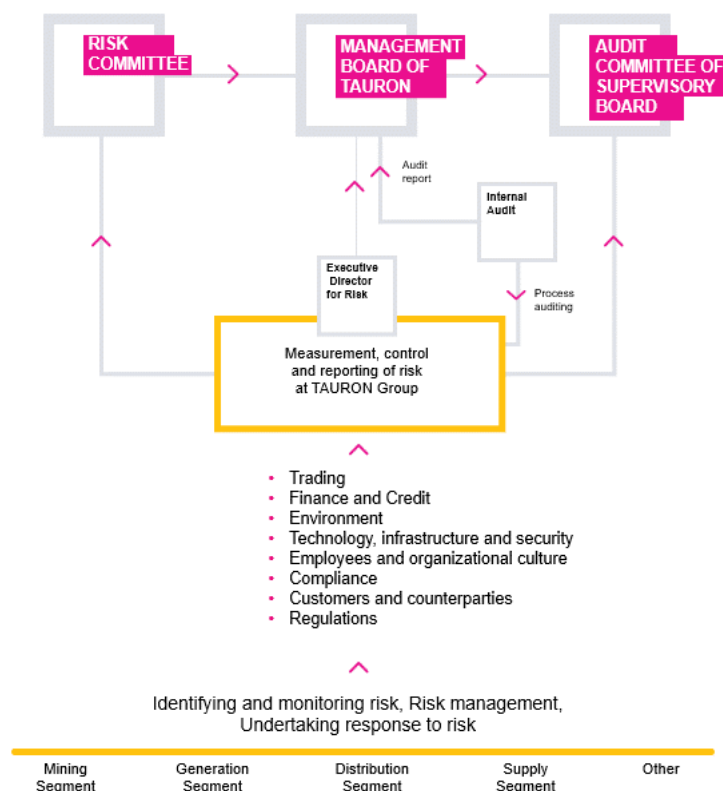 RISK
COMMITTEE
MANAGEMENT
BOARD OF
TAURON
AUDIT
COMMITTEE OF
SUPERVISORY
BOARD
Audit
report
Internal
Audit
Executive
Director
for Risk
Process
auditing
Measurement, control
and reporting of risk
at TAURON Group
• Trading
• Finance and Credit
• Environment
• Technology, infrastructure and security
• Employees and organizational culture
• Compliance
• Customers and counterparties
• Regulations
Identifying and monitoring risk, Risk management,
Undertaking response to risk
Mining
Segment
Generation
Segment
Distribution
Segment
Supply
Segment
Other